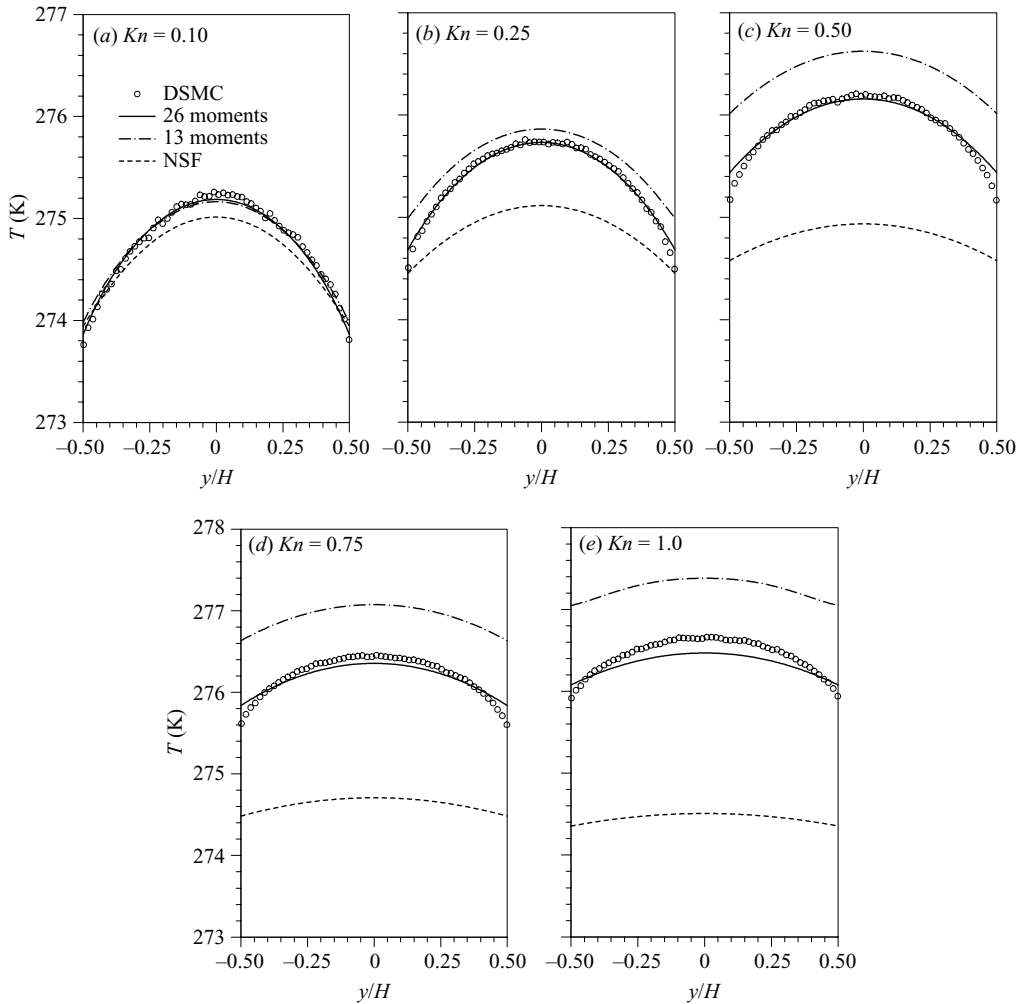 277
276
275
274
273
T (K)
(a) Kn = 0.10
DSMC
26 moments
13 moments
NSF
–0.50 –0.25 0 0.25 0.50
y/H
(b) Kn = 0.25
–0.50 –0.25 0 0.25 0.50
y/H
(c) Kn = 0.50
–0.50 –0.25 0 0.25 0.50
y/H
278
277
276
275
274
273
T (K)
(d) Kn = 0.75
–0.50 –0.25 0 0.25 0.50
y/H
(e) Kn = 1.0
–0.50 –0.25 0 0.25 0.50
y/H